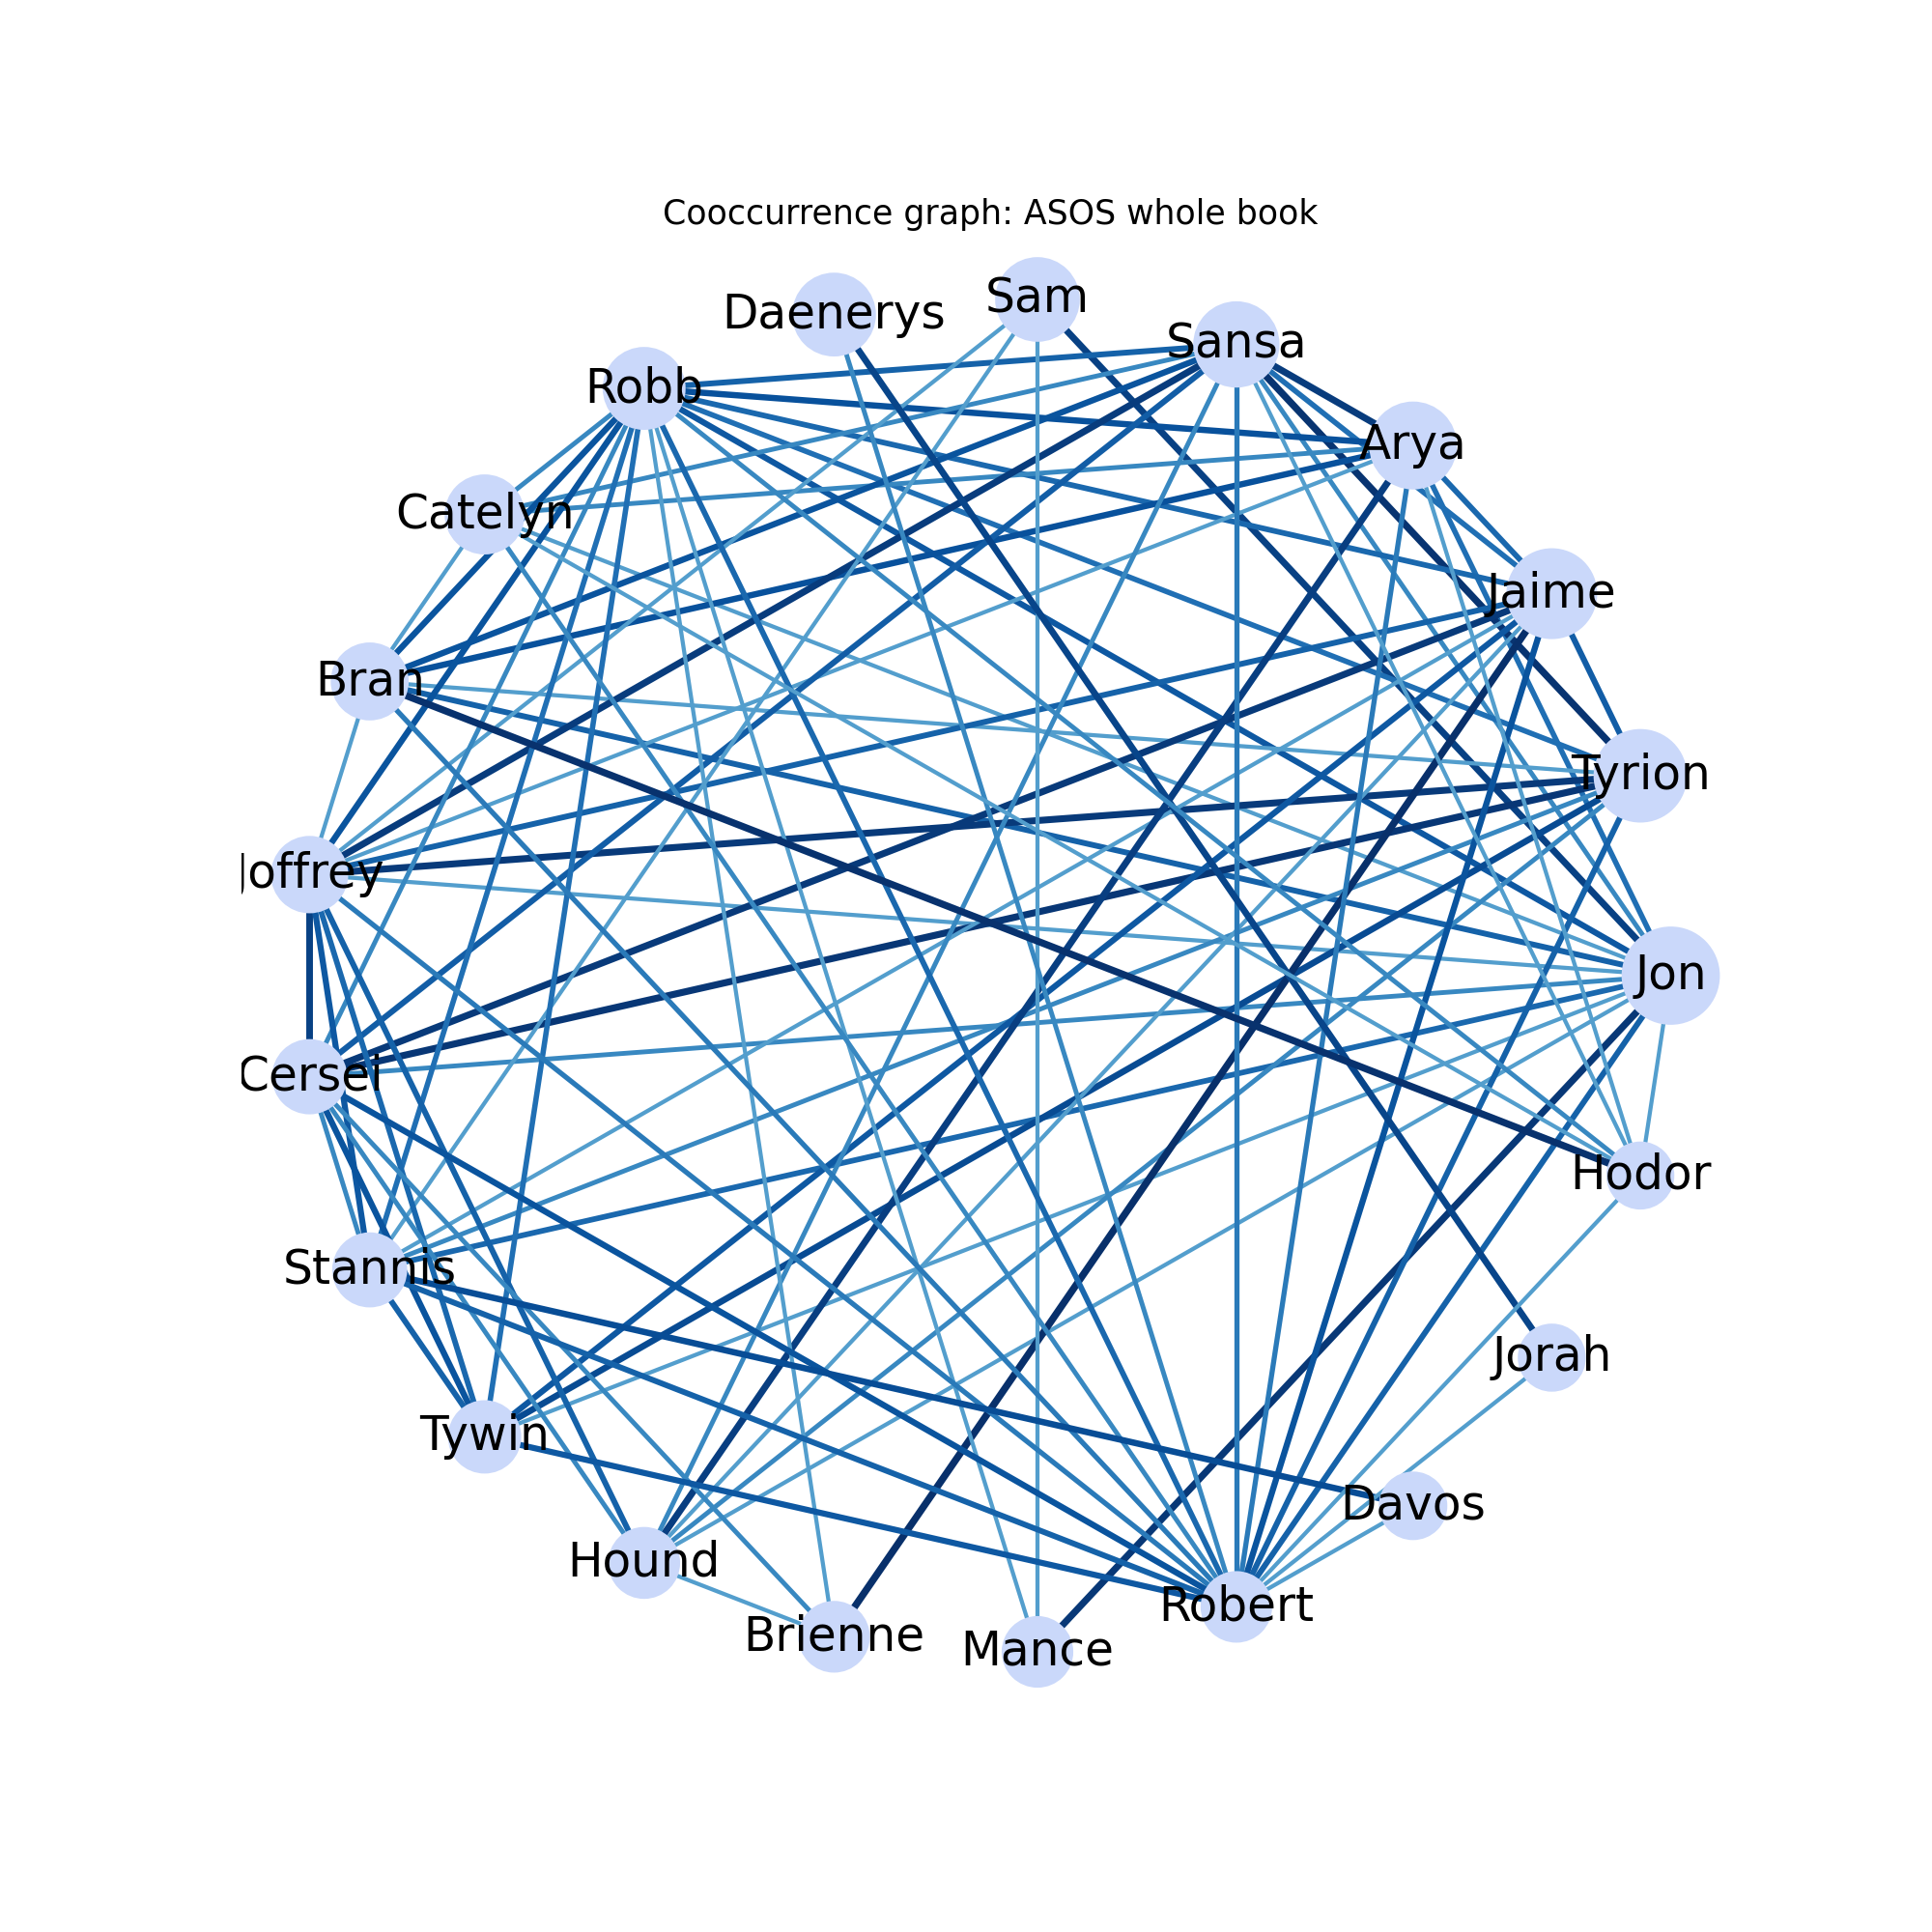 Cooccurrence graph: ASOS whole book
Sam
Daenerys
Sansa
Robb
Arya
Catelyn
Jaime
Bran
Tyrion
Joffrey
Jon
Cersei
Hodor
Stannis
Jorah
Tywin
Davos
Hound
Robert
Brienne
Mance